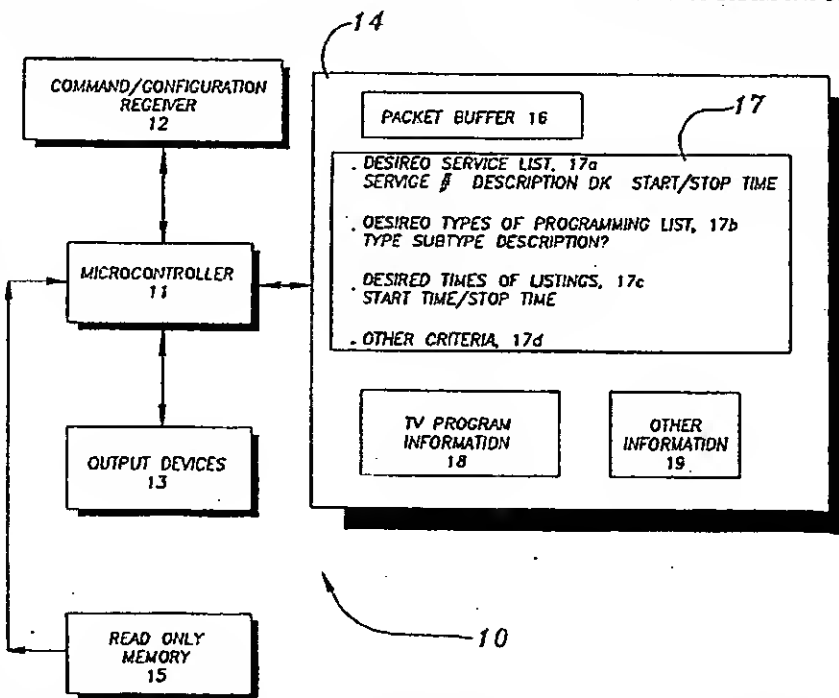 14
COMMAND/CONFIGURATION
RECEIVER
12
PACKET BUFFER 16
17
. DESIREO SERVICE LIST, 17a
SERVICE # DESCRIPTION DK START/STOP TIME
. OESIREO TYPES OF PROGRAMMING LIST, 17b
TYPE SUBTYPE DESCRIPTION?
MICROCONTROLLER
11
. DESIRED TIMES OF LISTINGS, 17c
START TIME/STOP TIME
. OTHER CRITERIA, 17d
OUTPUT DEVICES
13
TV PROGRAM
INFORMATION
18
OTHER
INFORMATION
19
READ ONLY
MEMORY
15
10